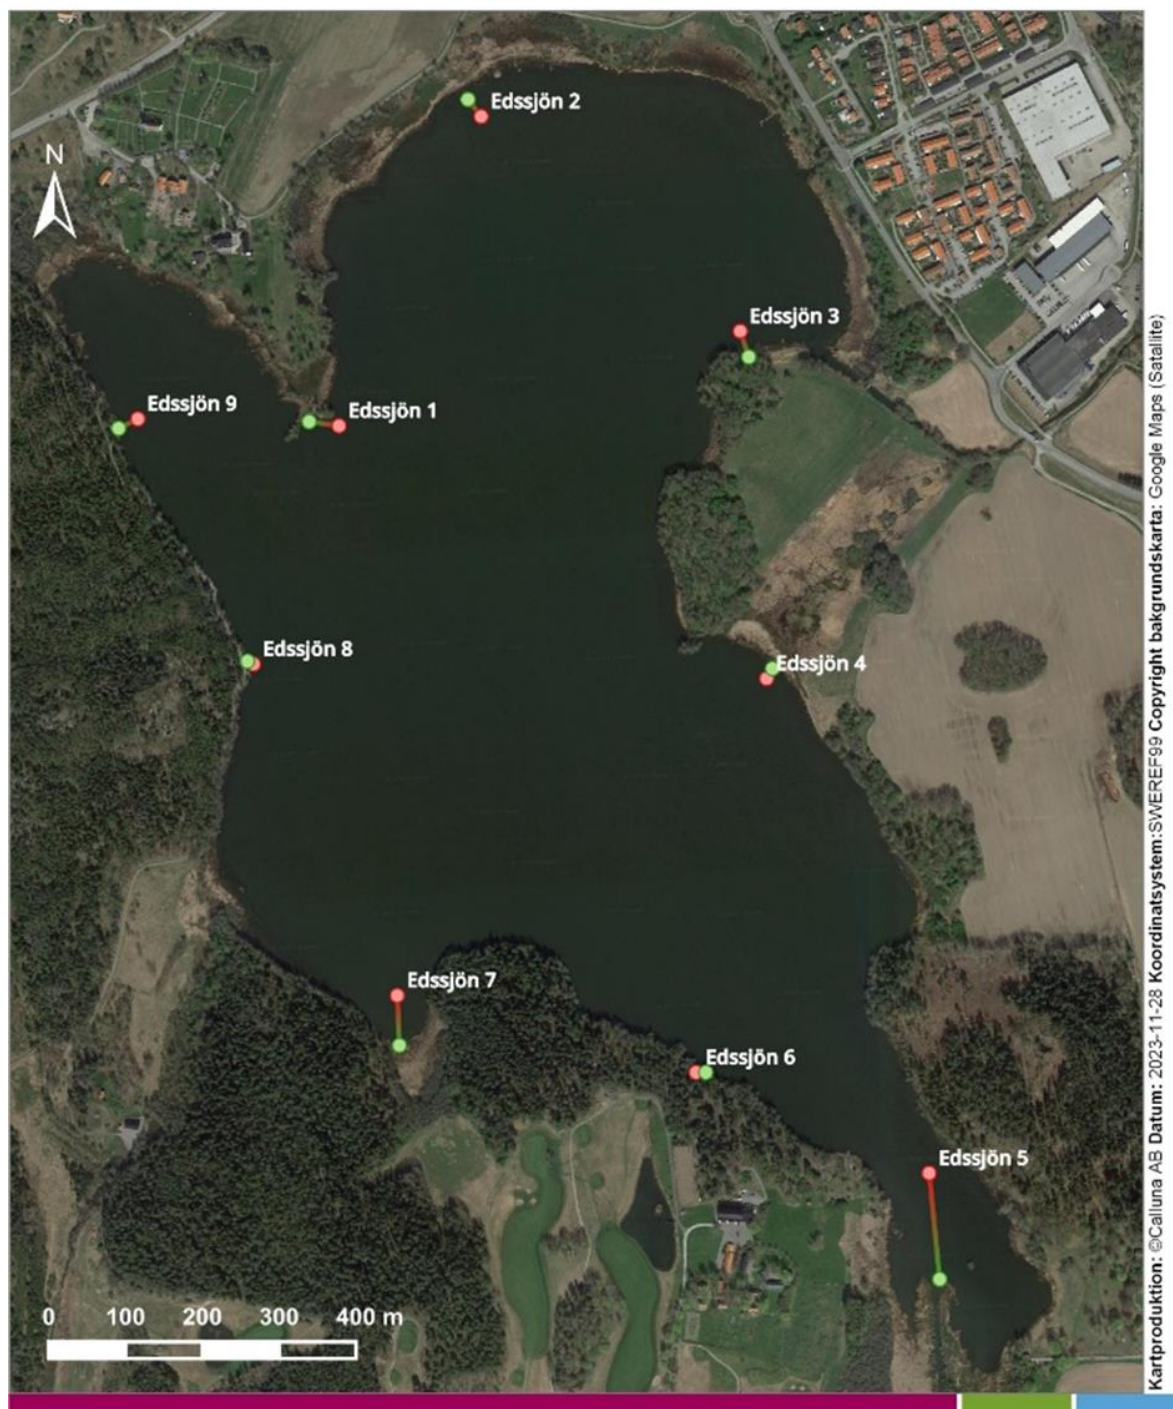 Edssjön 2
N
Edssjön 3
Edssjön 9
Edssjön 1
Edssjön 8
Edssjön 4
Edssjön 7
Edssjön 6
Edssjön 5
0 100 200 300 400 m
Kartproduktion: ©Calluna AB Datum: 2023-11-28 Koordinatsystem:SWEREF99 Copyright bakgrundskarta: Google Maps (Satallite)